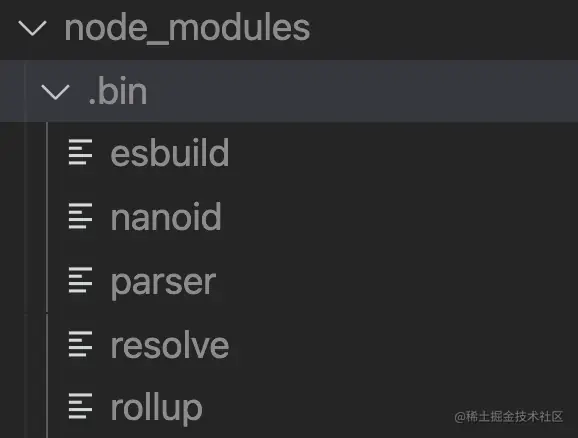 node_modules
.bin
esbuild
nanoid
parser
resolve
rollup
@稀土掘金技术社区